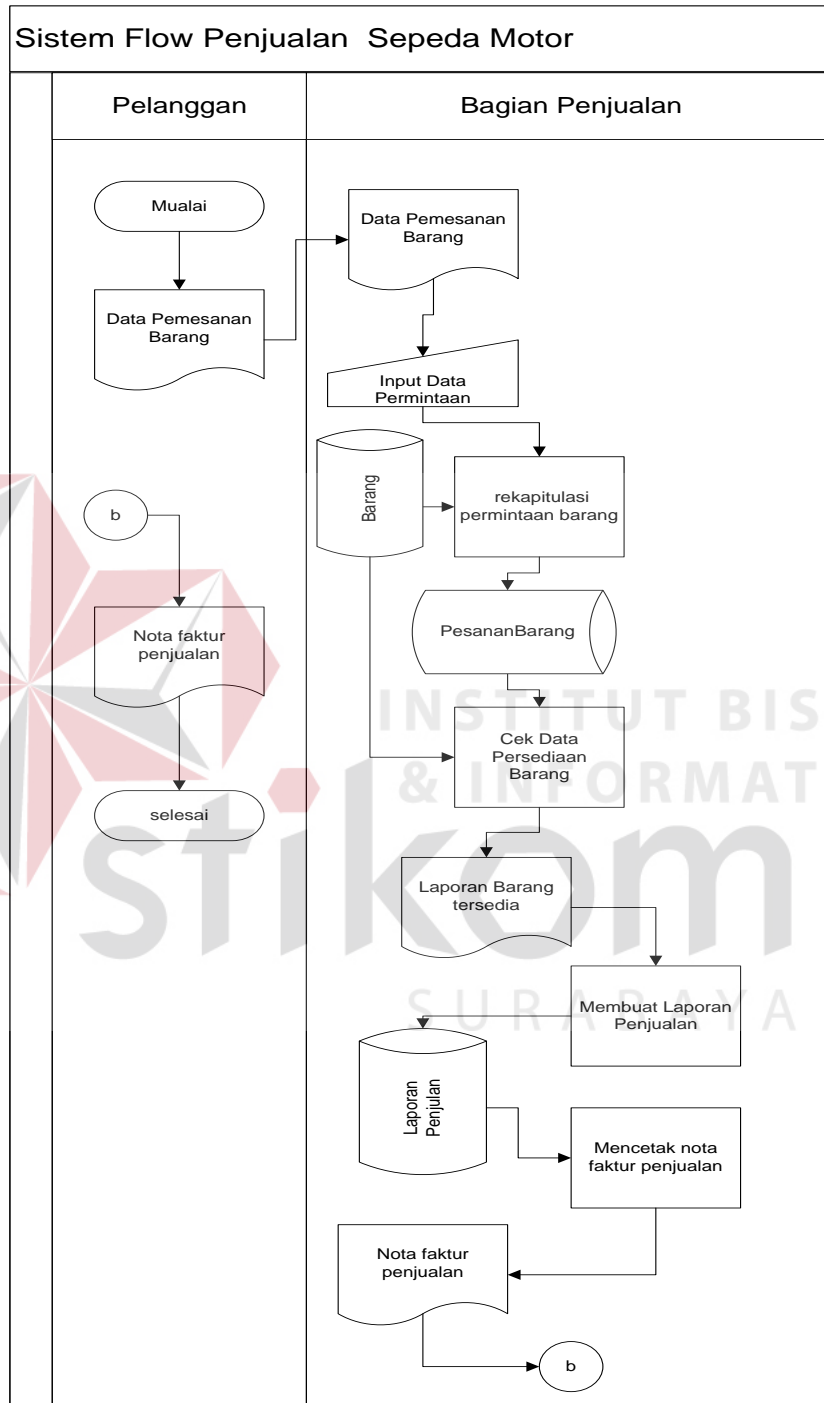 Sistem Flow Penjualan Sepeda Motor
Pelanggan
Bagian Penjualan
Mualai
Data Pemesanan
Barang
b
Nota faktur
penjualan
selesai
Data Pemesanan
Barang
Input Data
Permintaan
Barang
rekapitulasi
permintaan barang
PesananBarang
Cek Data
Persediaan
Barang
Laporan Barang
tersedia
Membuat Laporan
Penjualan
Laporan
Penjulan
Mencetak nota
faktur penjualan
Nota faktur
penjualan
b
INSTITUT BIS
& INFORMAT
stikom
SURABAYA